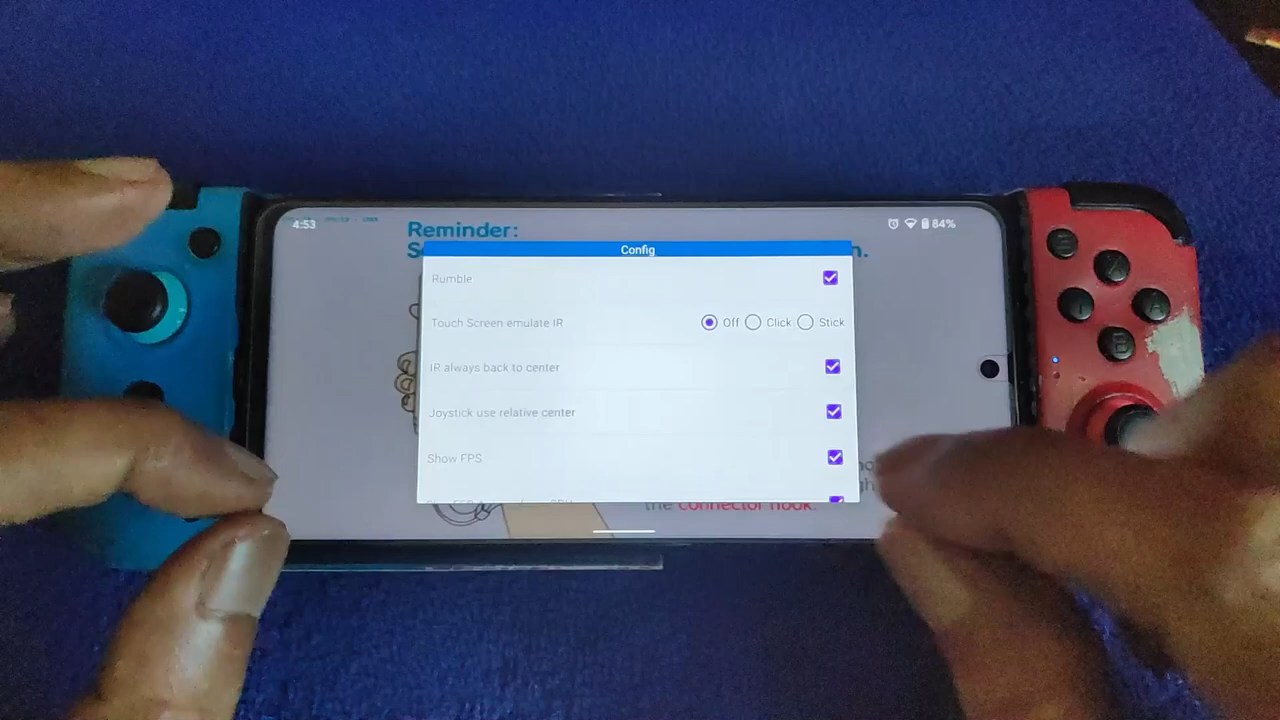 4:53
84%
Reminder:
Config
Rumble
Touch Screen emulate IR
Off Click Stick
IR always back to center
Joystick use relative center
Show FPS
the connector hook.
X
A
B